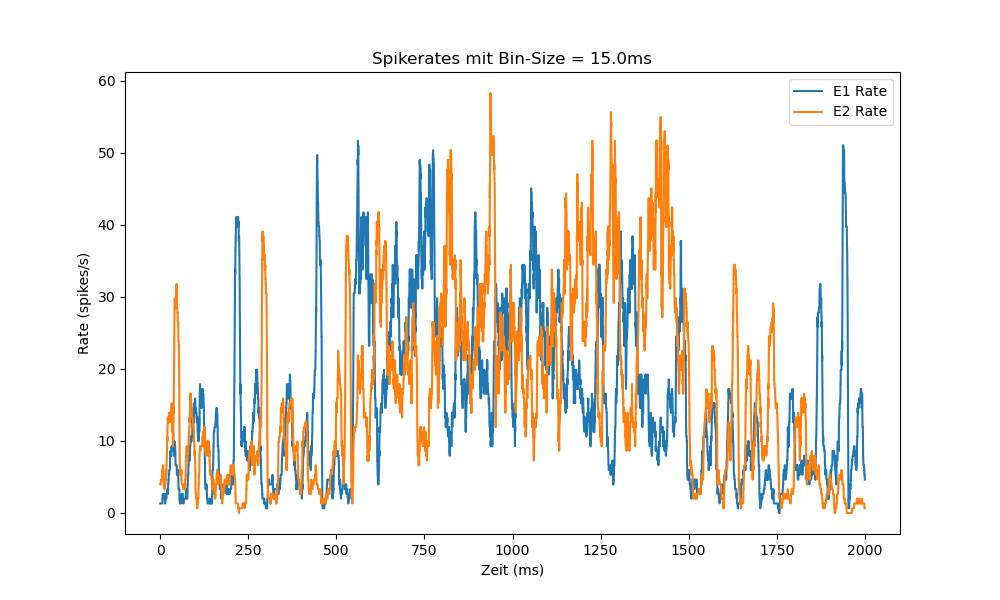 Spikerates mit Bin-Size = 15.0ms
E1 Rate
E2 Rate
60
50
40
30
20
10
0
Rate (spikes/s)
0 250 500 750 1000 1250 1500 1750 2000
Zeit (ms)